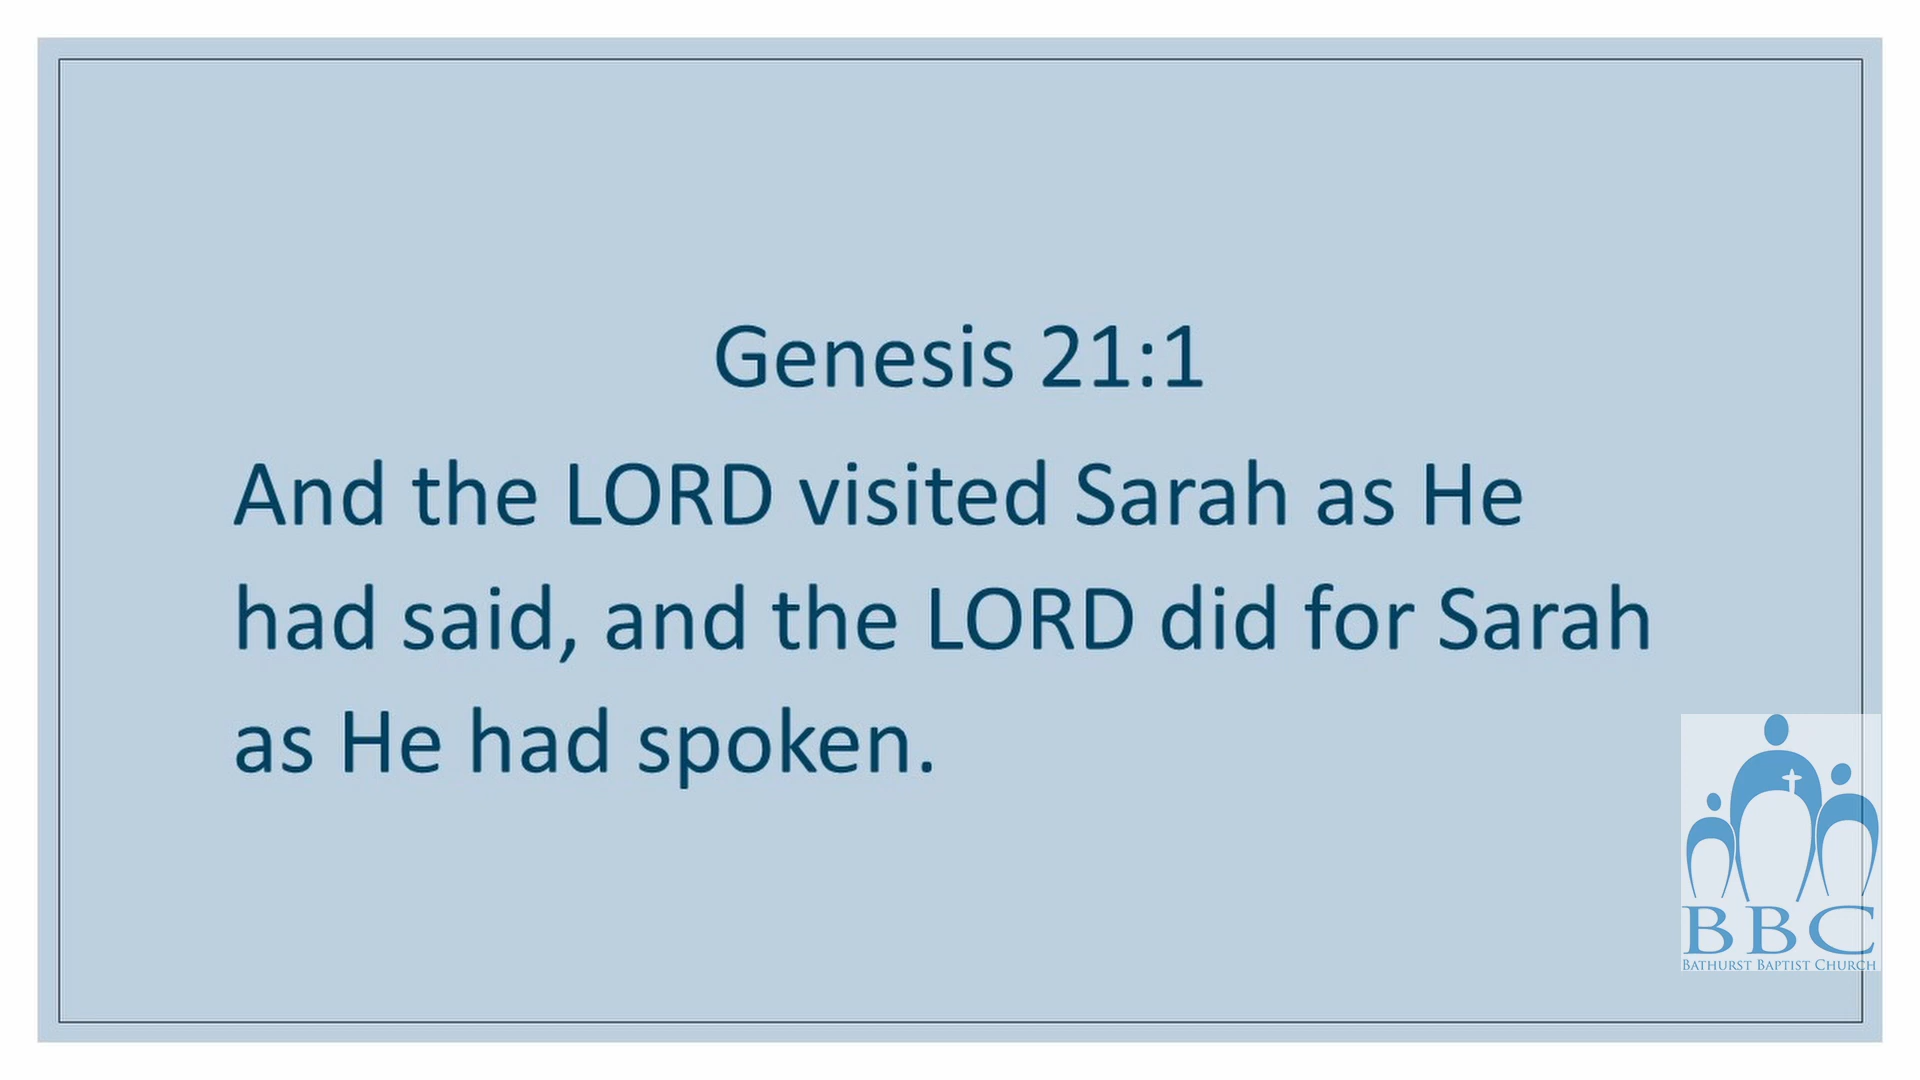 Genesis 21:1
And the LORD visited Sarah as He
had said, and the LORD did for Sarah
as He had spoken.
BBC
BATHURST BAPTIST CHURCH